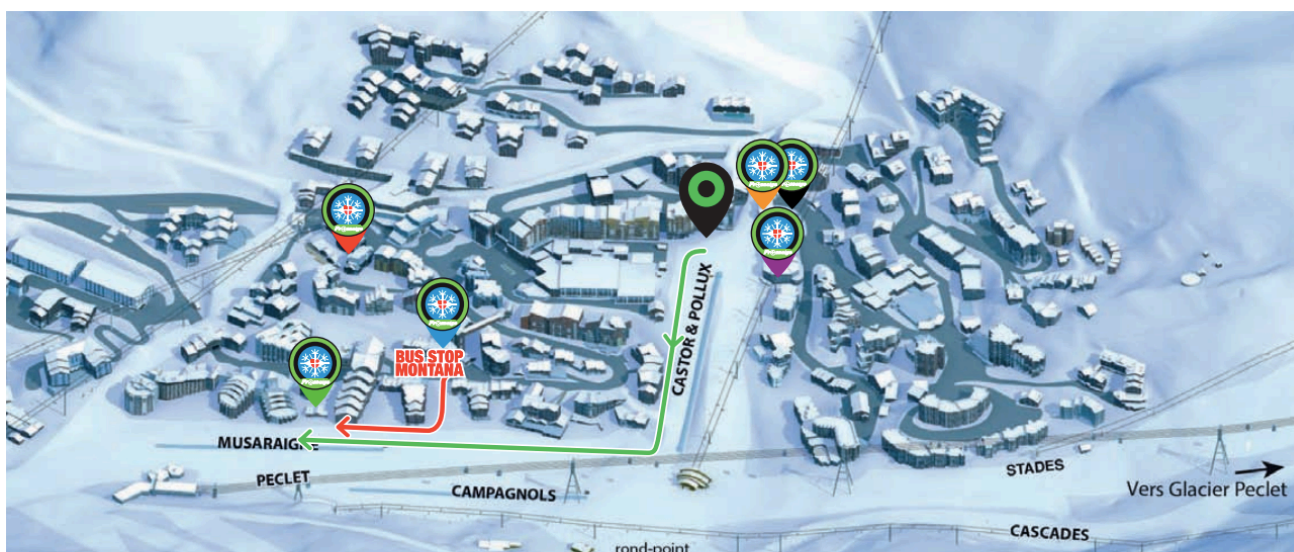 BUS STOP
MONTANA
CASTOR & POLLUX
MUSARAIGNE
PECLET
CAMPAGNOLS
STADES
Vers Glacier Peclet
CASCADES
rond-point